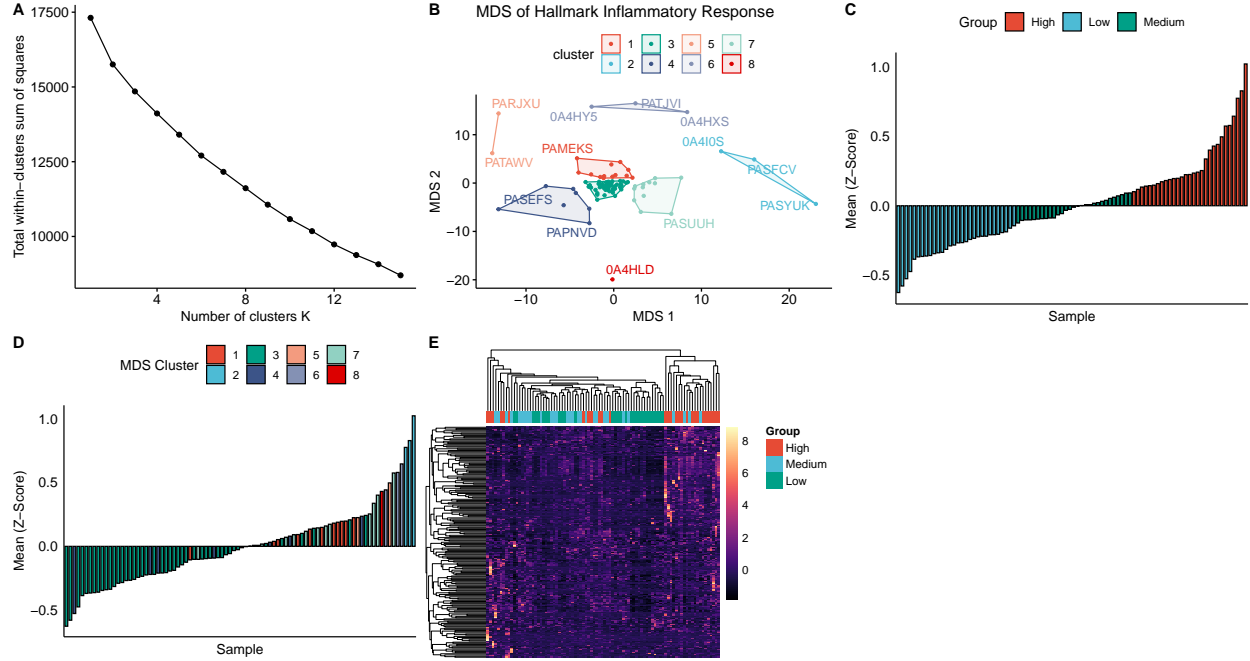 A
Total within-clusters sum of squares
17500
15000
12500
10000
4
8
12
Number of clusters K
B
MDS of Hallmark Inflammatory Response
cluster
1 3 5 7
2 4 6 8
MDS 2
10
0
−10
−20
PARJXU
PATJVI
0A4HY5
0A4HXS
PATAWV
PAMEKS
0A4I0S
PASFCV
PASEFS
PASYUK
PAPNVD
PASUUH
0A4HLD
−10
0
10
20
MDS 1
C
Group High Low Medium
Mean (Z−Score)
1.0
0.5
0.0
−0.5
Sample
D
MDS Cluster
1 3 5 7
2 4 6 8
Mean (Z−Score)
1.0
0.5
0.0
−0.5
Sample
E
8
6
4
2
0
Group
High
Medium
Low